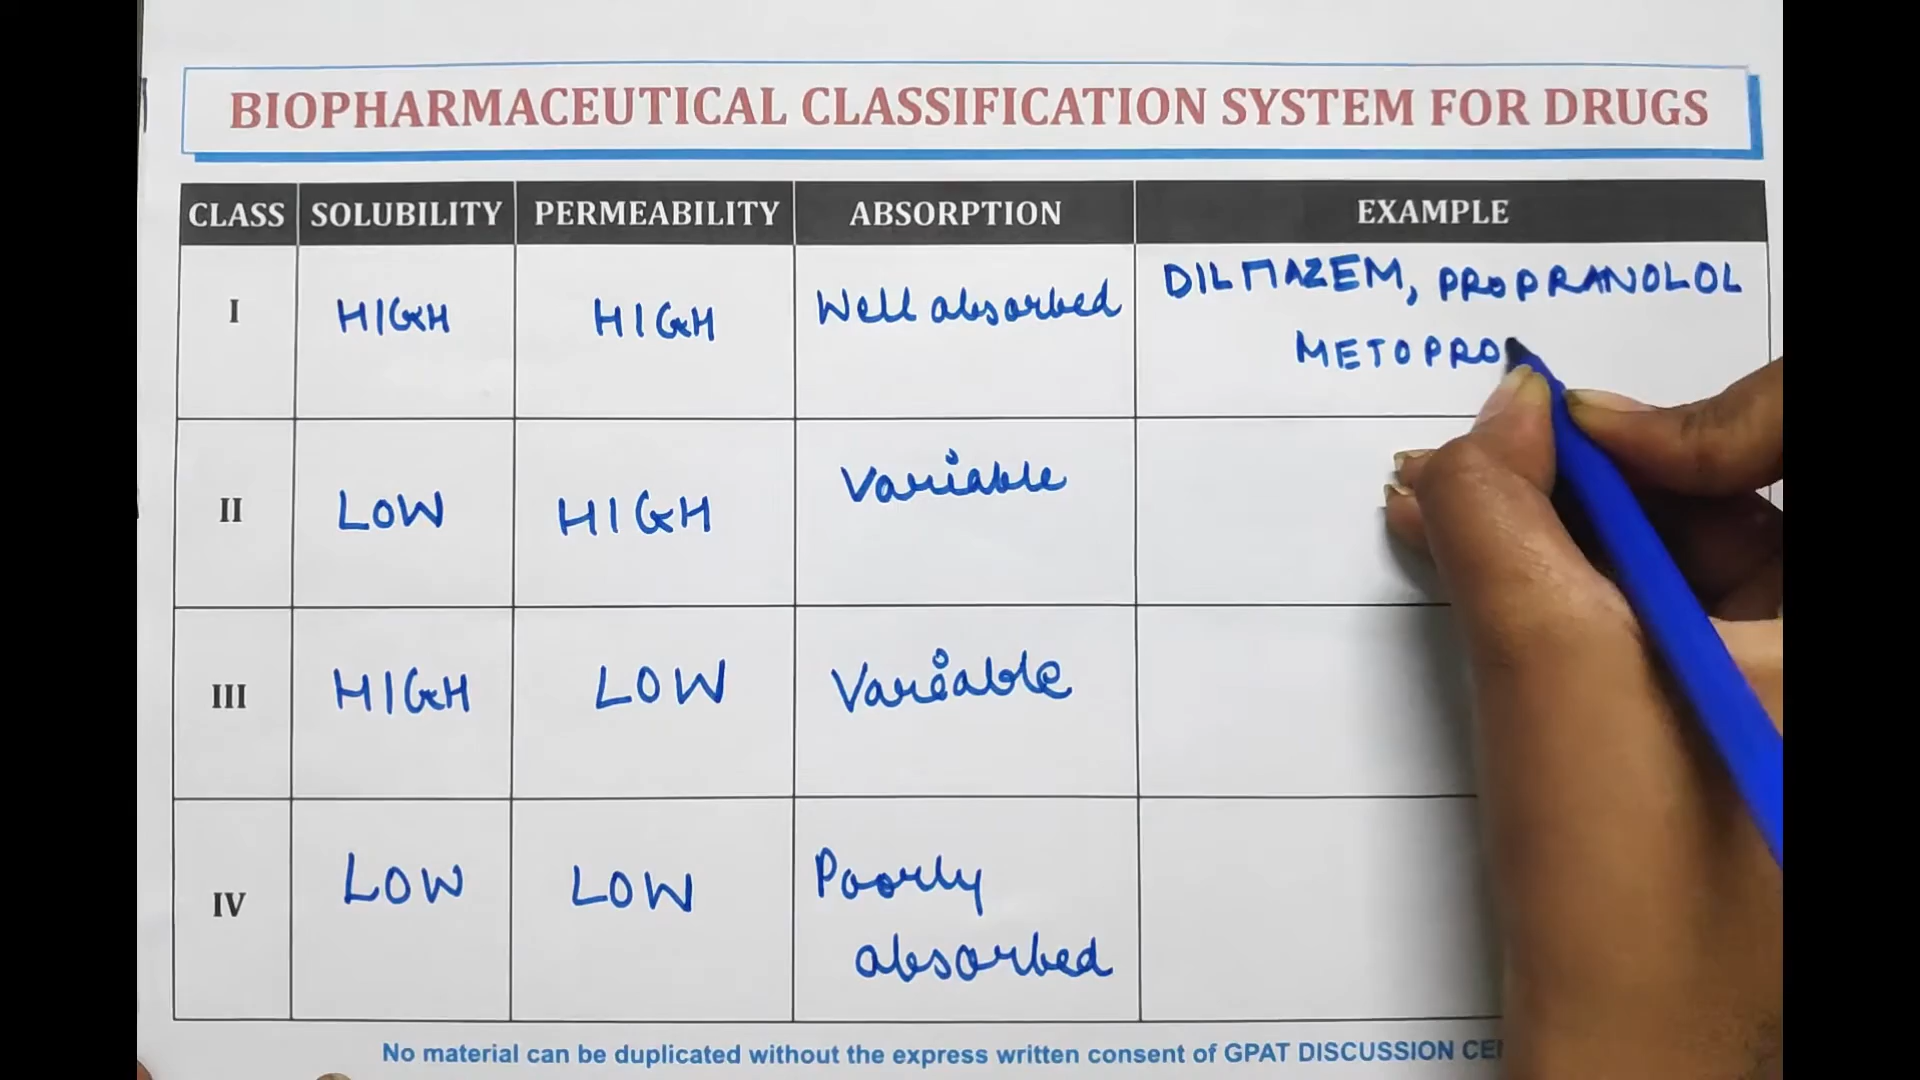 BIOPHARMACEUTICAL CLASSIFICATION SYSTEM FOR DRUGS
CLASS SOLUBILITY PERMEABILITY ABSORPTION EXAMPLE
I HIGH HIGH Well absorbed DILTIAZEM, PROPRANOLOL
METOPRO
II LOW HIGH Variable
III HIGH LOW Variable
IV LOW LOW Poorly
absorbed
No material can be duplicated without the express written consent of GPAT DISCUSSION CE